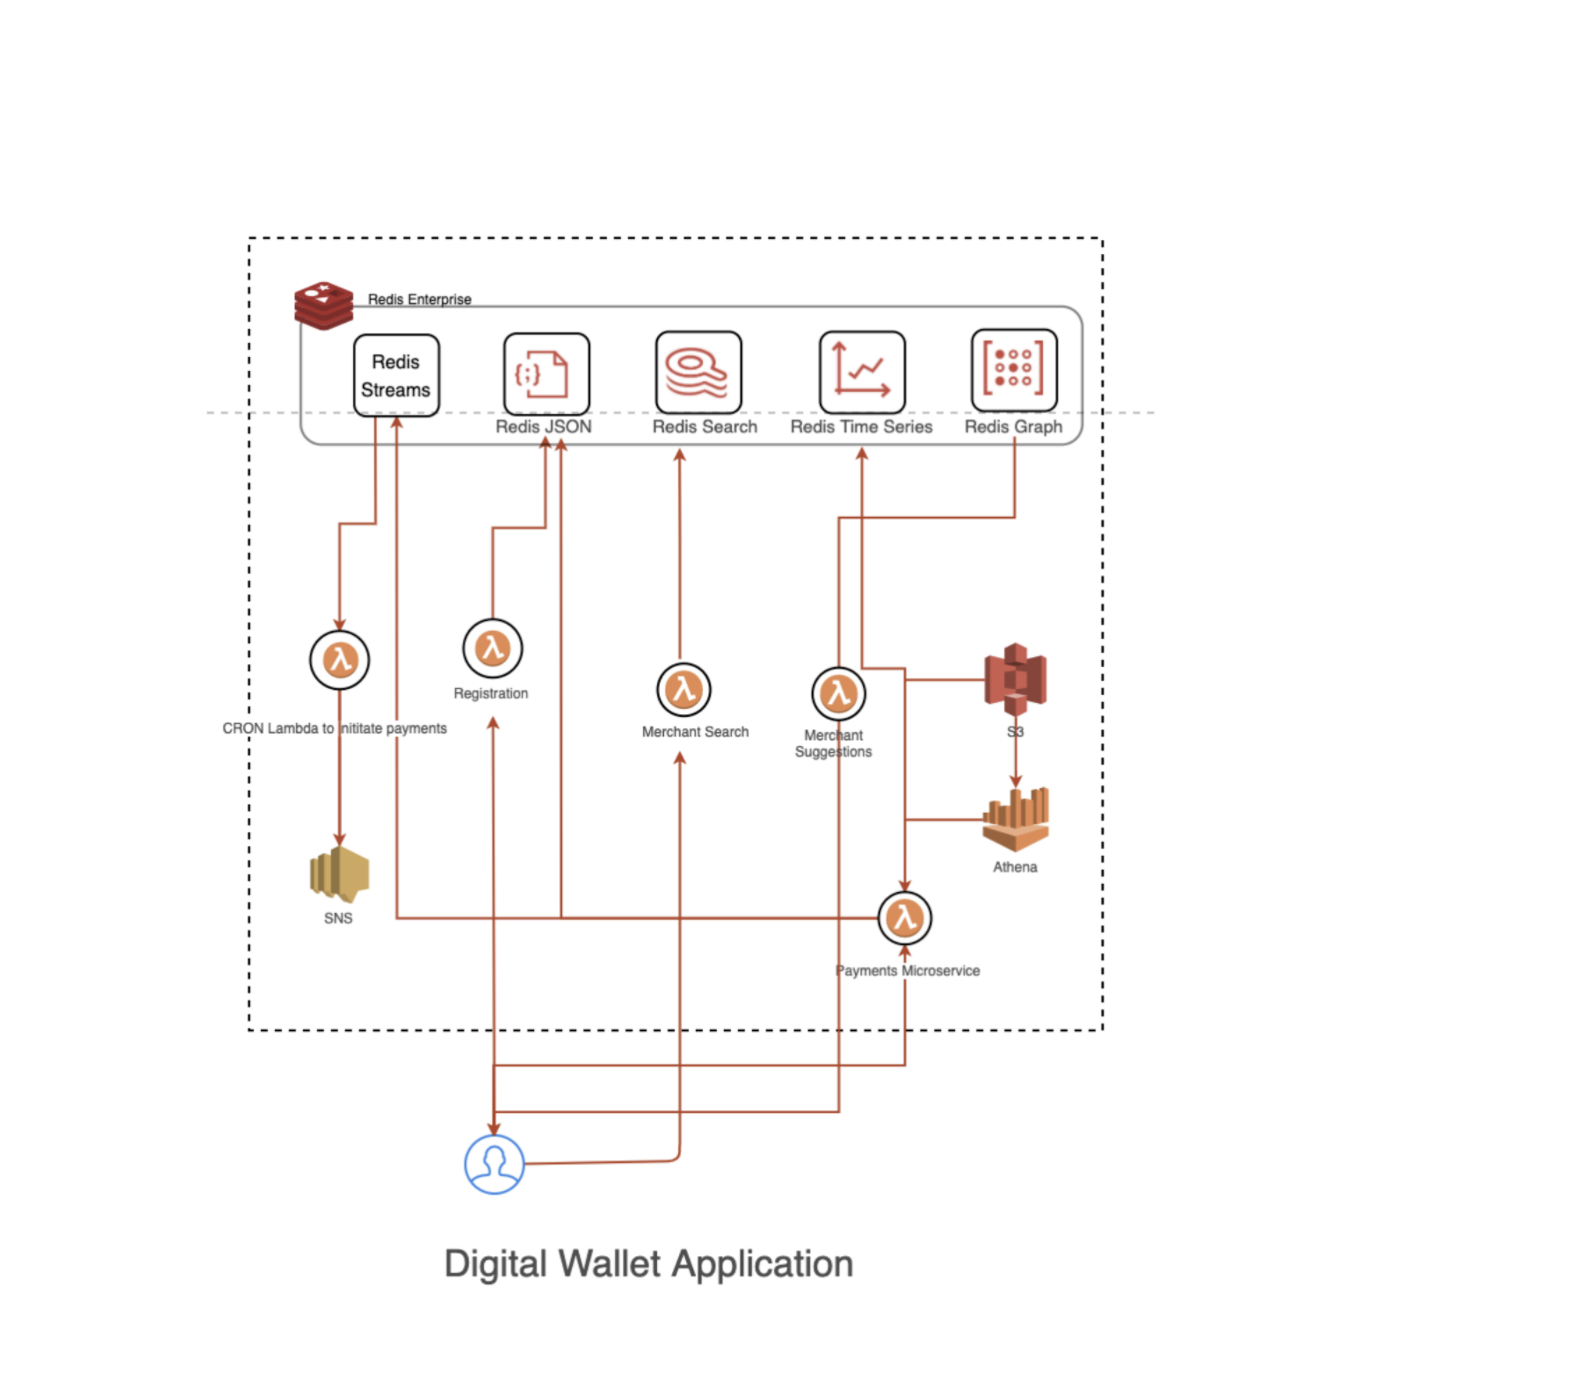 Redis Enterprise
Redis
Streams
Redis JSON
Redis Search
Redis Time Series
Redis Graph
Registration
CRON Lambda to inititate payments
Merchant Search
Merchant
Suggestions
S3
Athena
SNS
Payments Microservice
Digital Wallet Application